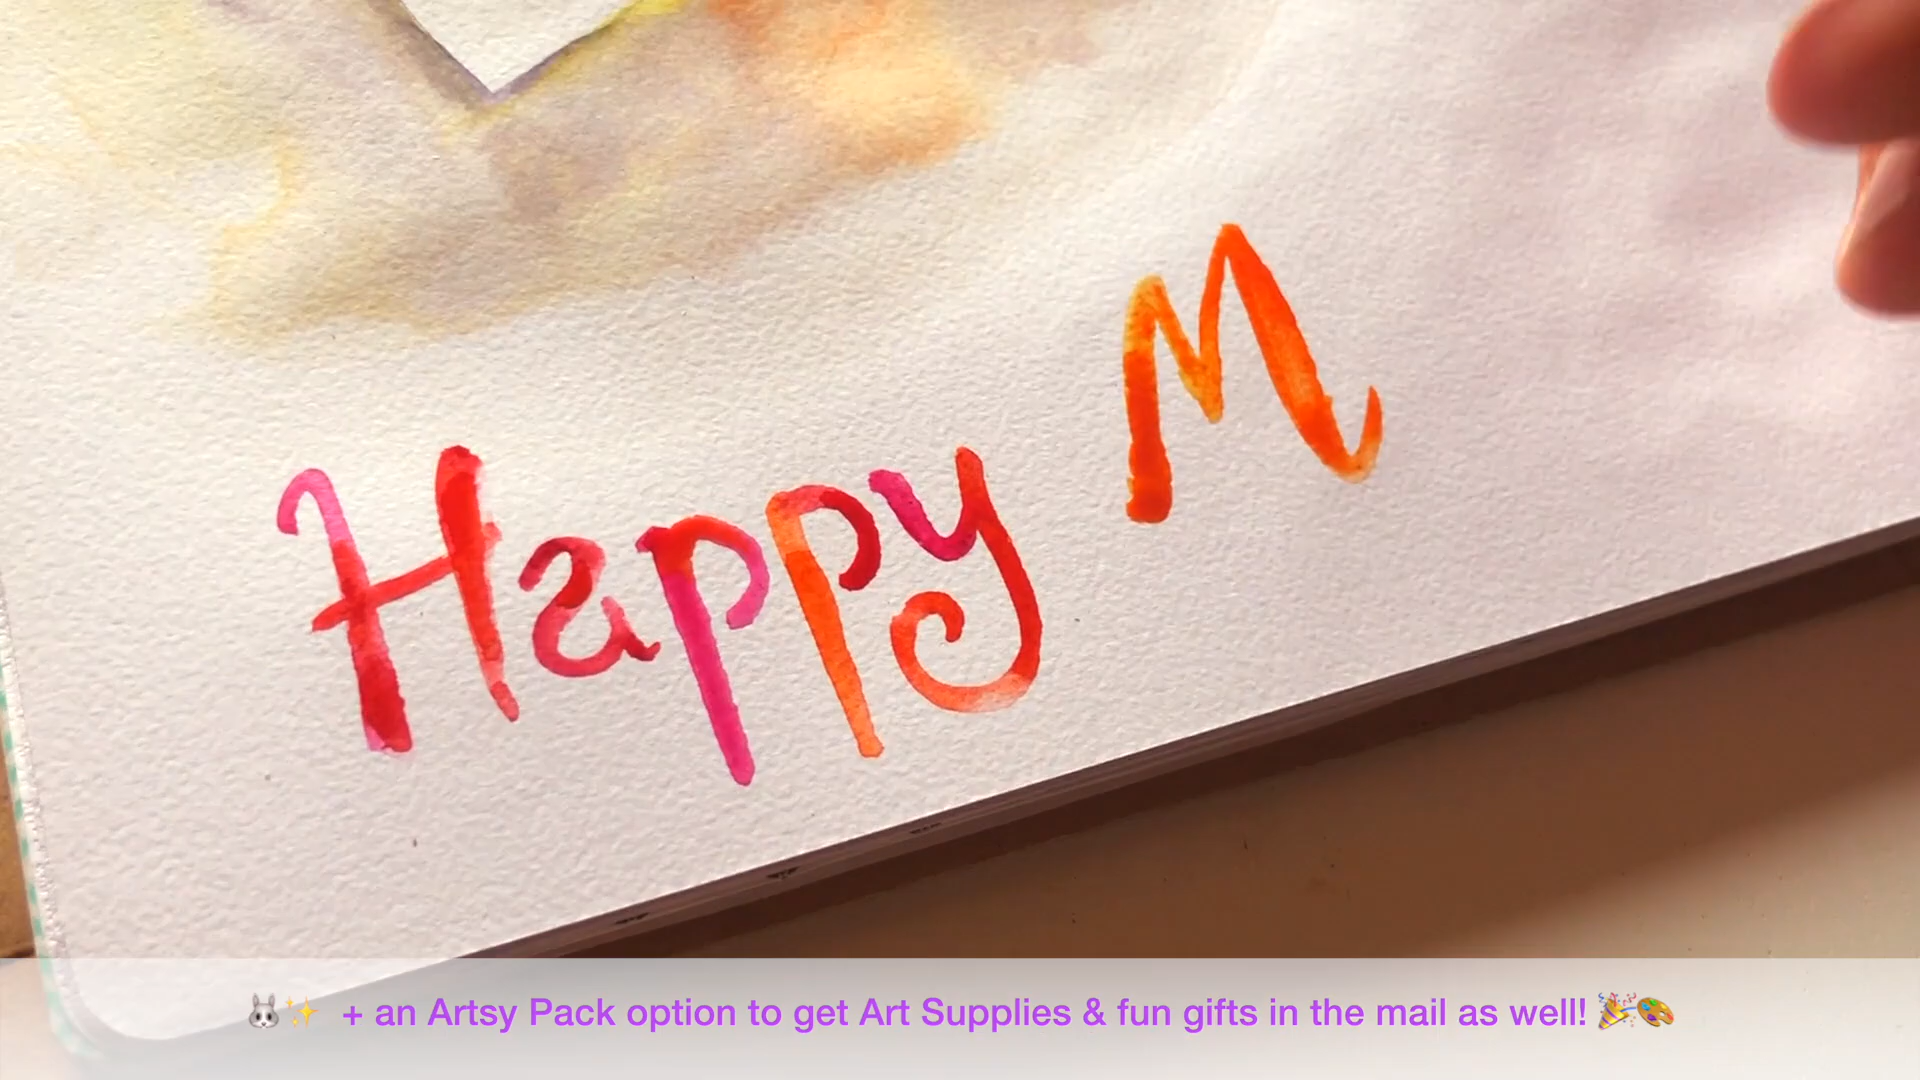 Happy M
🐰✨ + an Artsy Pack option to get Art Supplies & fun gifts in the mail as well! 🎉🎨